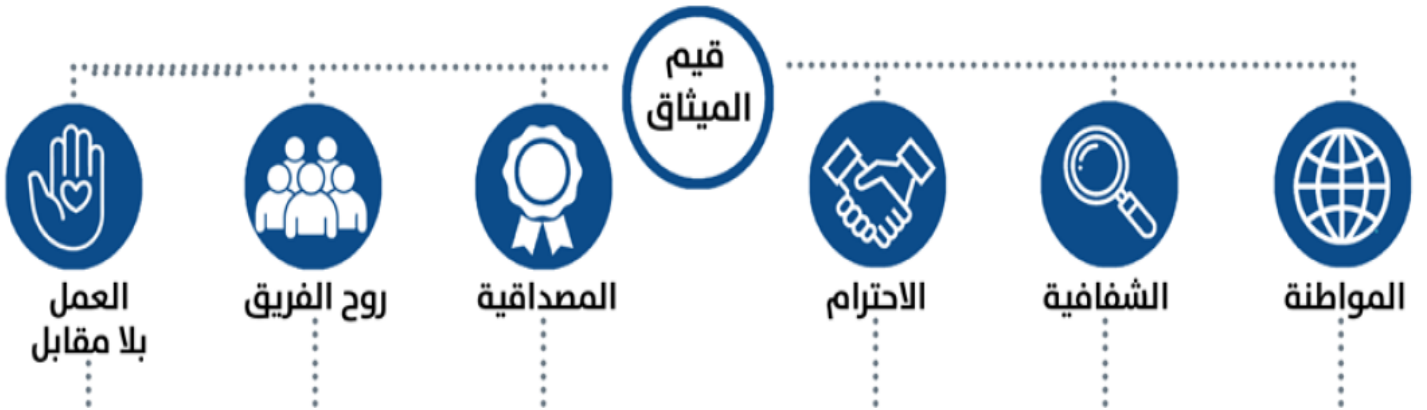 قيم
الميثاق
المواطنة
الشفافية
الاحترام
المصداقية
روح الفريق
العمل
بلا مقابل